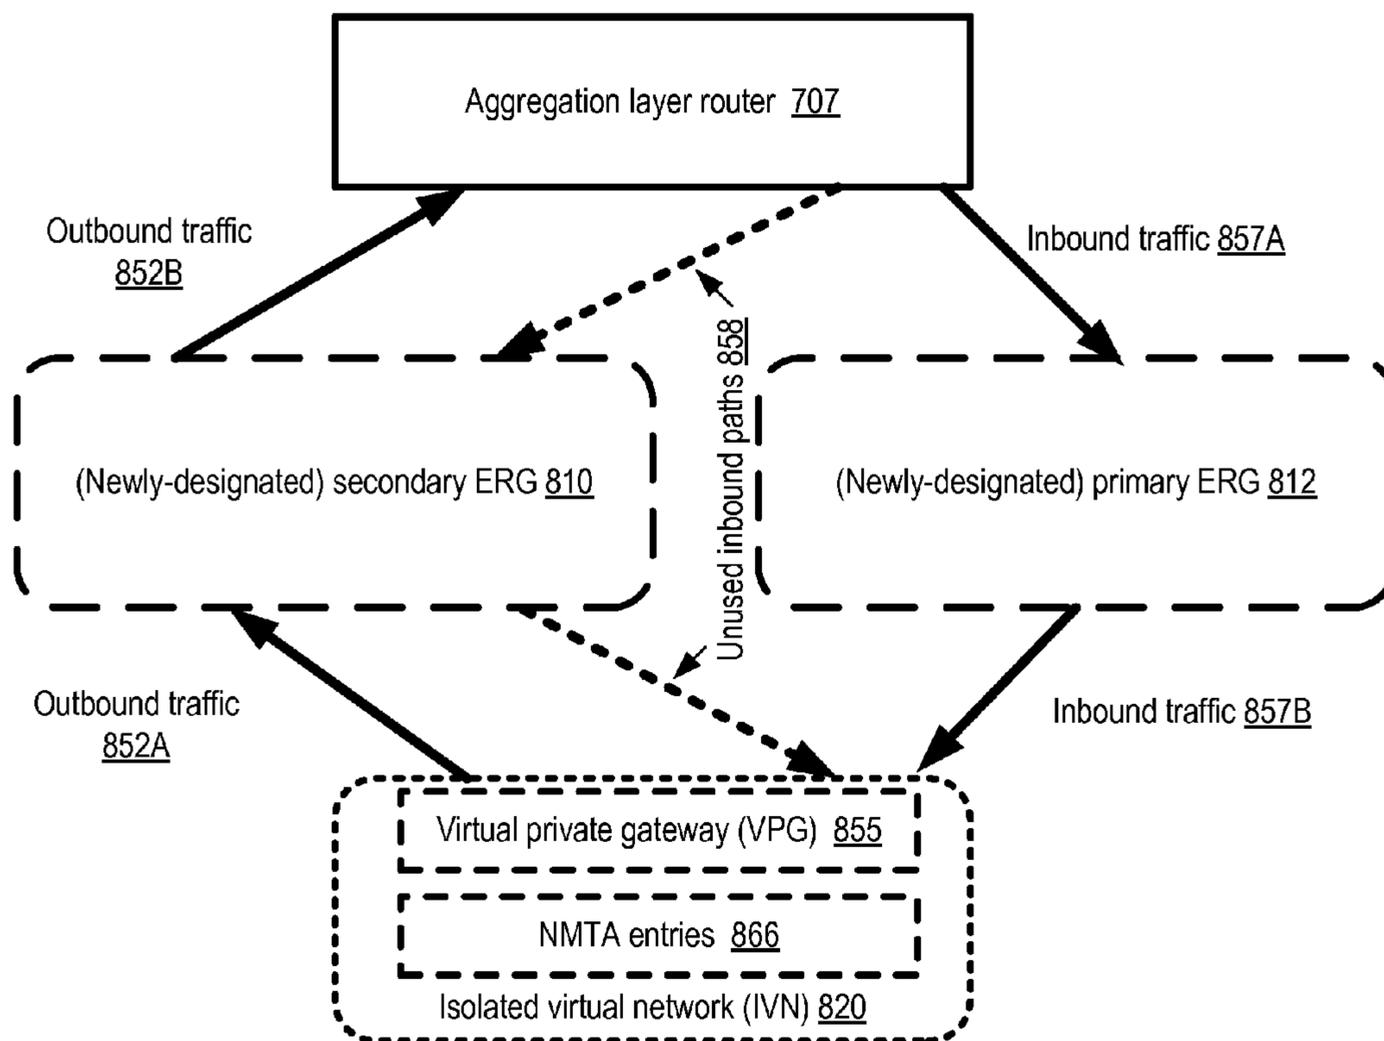 Aggregation layer router 707
Outbound traffic
852B
Inbound traffic 857A
Unused inbound paths 858
(Newly-designated) secondary ERG 810
(Newly-designated) primary ERG 812
Outbound traffic
852A
Inbound traffic 857B
Virtual private gateway (VPG) 855
NMTA entries 866
Isolated virtual network (IVN) 820